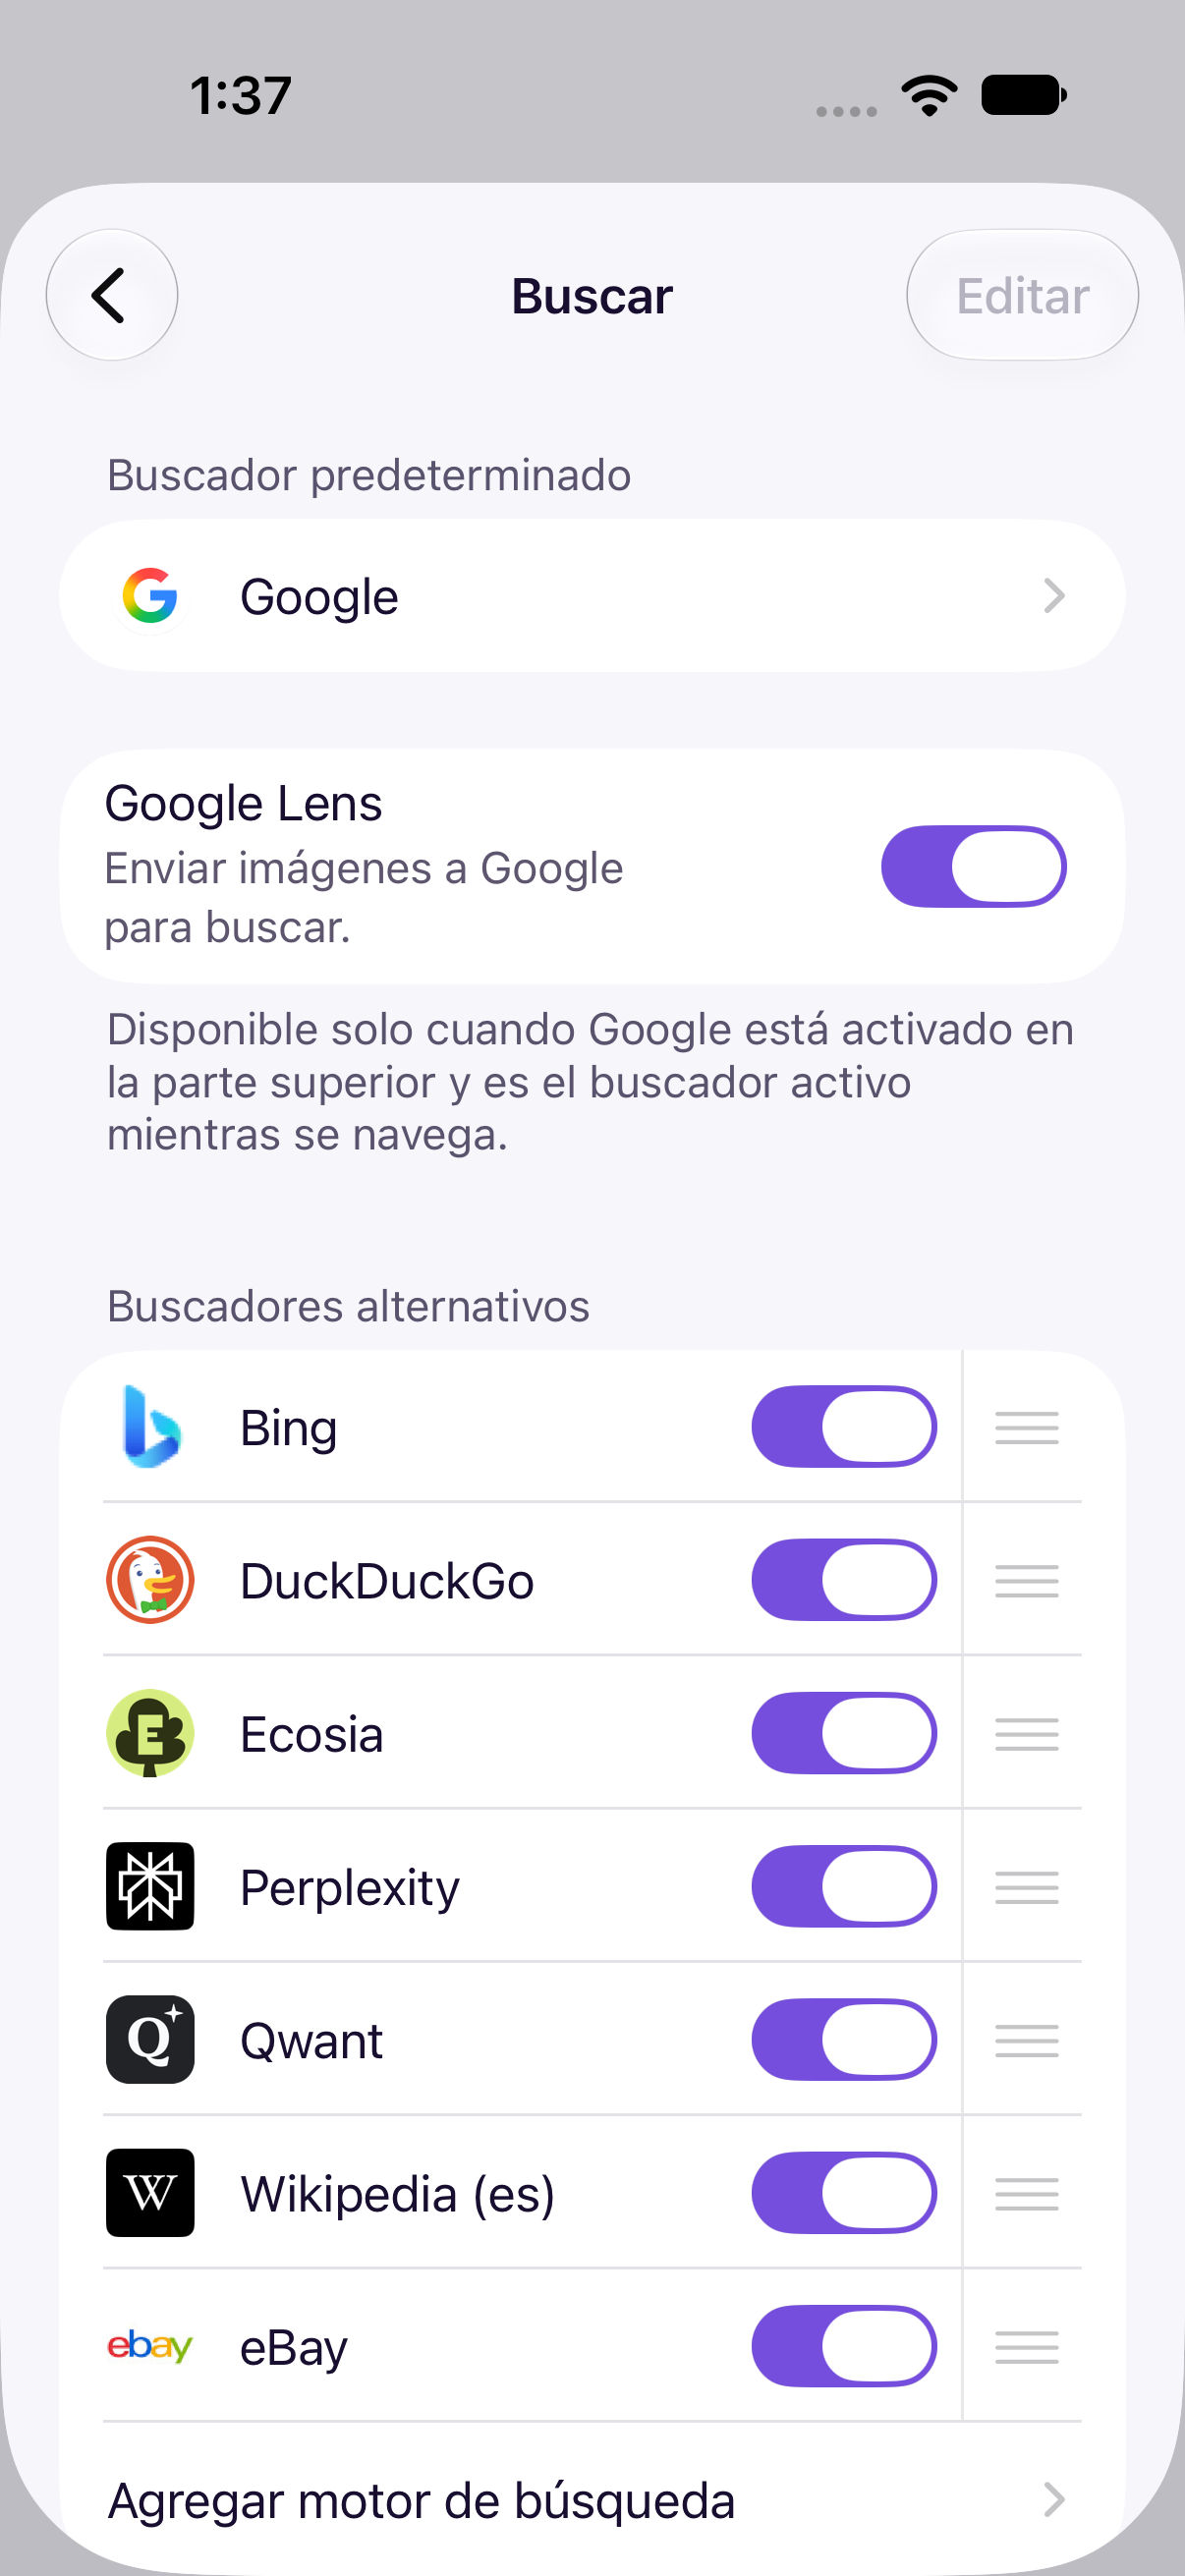 1:37
Buscar
Editar
Buscador predeterminado
Google
Google Lens
Enviar imágenes a Google
para buscar.
Disponible solo cuando Google está activado en
la parte superior y es el buscador activo
mientras se navega.
Buscadores alternativos
Bing
DuckDuckGo
E
Ecosia
Perplexity
Q
Qwant
W
Wikipedia (es)
ebay
eBay
Agregar motor de búsqueda